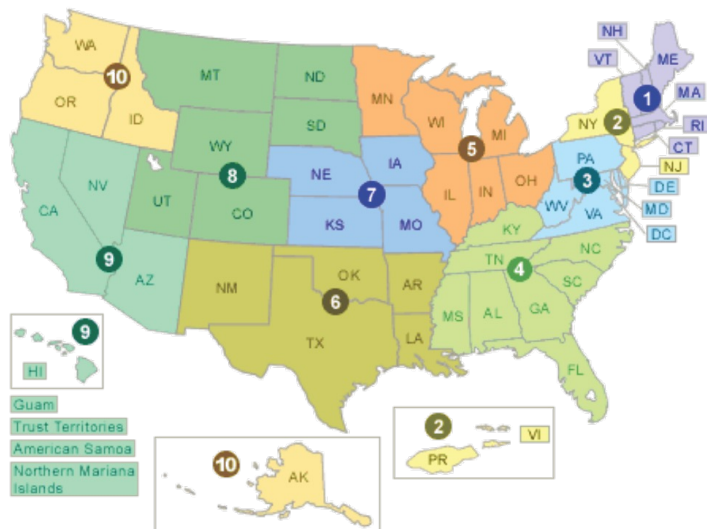 NH
VT
ME
WA
MT
ND
MN
10
1
MA
OR
ID
WI
MI
NY
2
RI
SD
CT
WY
5
PA
NJ
NE
IA
3
DE
NV
8
7
IL
IN
OH
WV
VA
MD
CA
UT
CO
KS
MO
DC
KY
NC
9
TN
4
AZ
NM
OK
AR
SC
6
MS
AL
GA
9
TX
LA
HI
FL
Guam
Trust Territories
American Samoa
Northern Mariana
Islands
2
VI
PR
10
AK